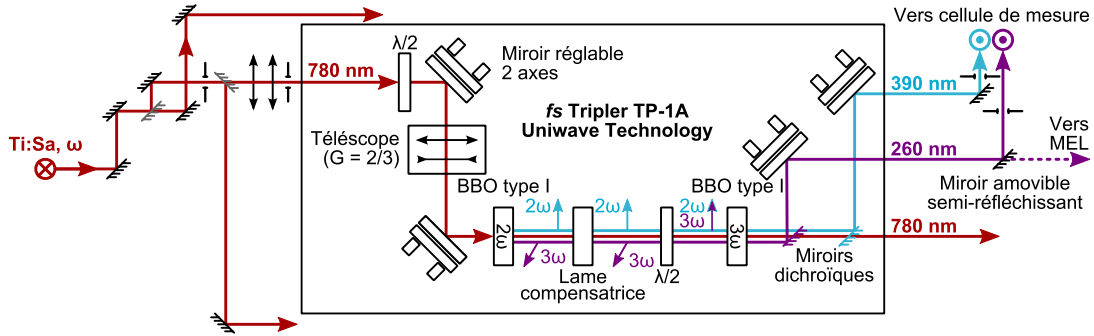 Vers cellule de mesure
λ/2
Miroir réglable
2 axes
780 nm
390 nm
fs Tripler TP-1A
Uniwave Technology
Ti:Sa, ω
Téléscope
(G = 2/3)
Vers
MEL
260 nm
BBO type I
BBO type I
Miroir amovible
semi-réfléchissant
2ω
2ω
2ω
3ω
780 nm
2ω
3ω
3ω
3ω
Lame
compensatrice
λ/2
Miroirs
dichroïques